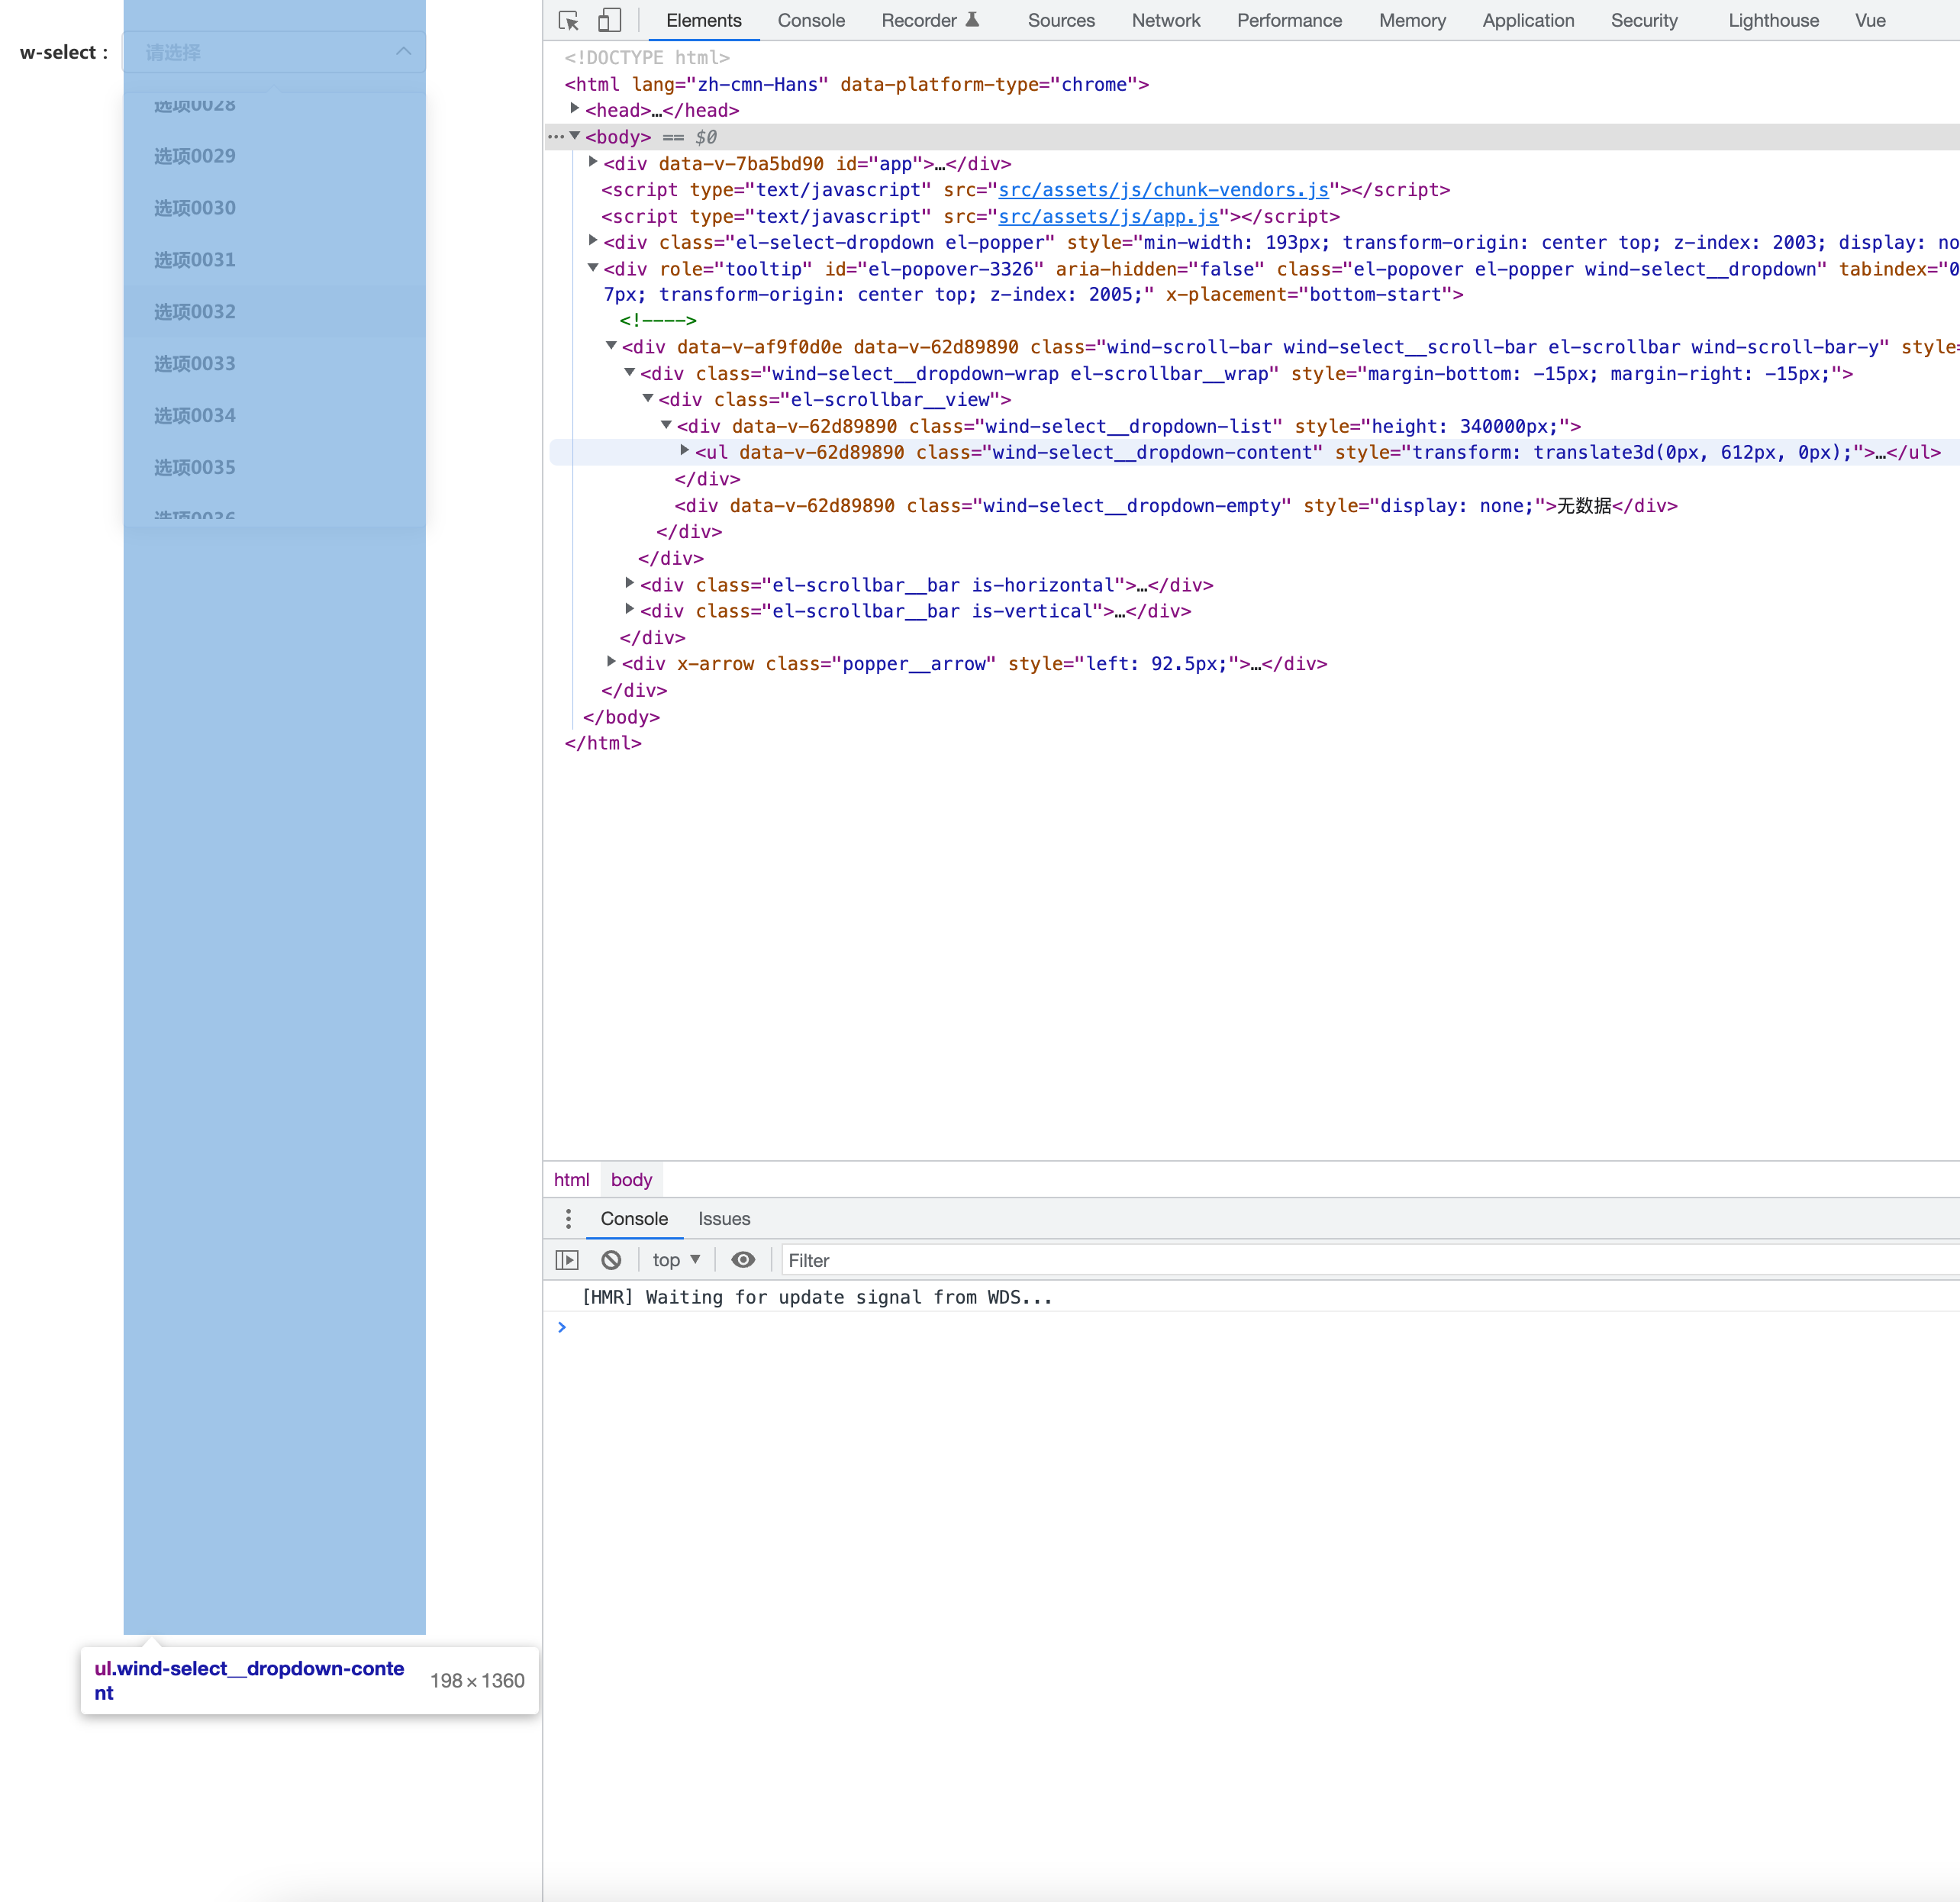 w-select :
请选择
选项0028
选项0029
选项0030
选项0031
选项0032
选项0033
选项0034
选项0035
选项0036
ul.wind-select__dropdown-conte
nt
198×1360
Elements Console Recorder Sources Network Performance Memory Application Security Lighthouse Vue
<!DOCTYPE html>
<html lang="zh-cmn-Hans" data-platform-type="chrome">
<head>…</head>
<body> == $0
<div data-v-7ba5bd90 id="app">…</div>
<script type="text/javascript" src="src/assets/js/chunk-vendors.js"></script>
<script type="text/javascript" src="src/assets/js/app.js"></script>
<div class="el-select-dropdown el-popper" style="min-width: 193px; transform-origin: center top; z-index: 2003; display: no
<div role="tooltip" id="el-popover-3326" aria-hidden="false" class="el-popover el-popper wind-select__dropdown" tabindex="0
7px; transform-origin: center top; z-index: 2005;" x-placement="bottom-start">
<!---->
<div data-v-af9f0d0e data-v-62d89890 class="wind-scroll-bar wind-select__scroll-bar el-scrollbar wind-scroll-bar-y" style=
<div class="wind-select__dropdown-wrap el-scrollbar__wrap" style="margin-bottom: -15px; margin-right: -15px;">
<div class="el-scrollbar__view">
<div data-v-62d89890 class="wind-select__dropdown-list" style="height: 340000px;">
<ul data-v-62d89890 class="wind-select__dropdown-content" style="transform: translate3d(0px, 612px, 0px);">…</ul>
</div>
<div data-v-62d89890 class="wind-select__dropdown-empty" style="display: none;">无数据</div>
</div>
</div>
<div class="el-scrollbar__bar is-horizontal">…</div>
<div class="el-scrollbar__bar is-vertical">…</div>
</div>
<div x-arrow class="popper__arrow" style="left: 92.5px;">…</div>
</div>
</body>
</html>
html body
Console Issues
top ▼ Filter
[HMR] Waiting for update signal from WDS...